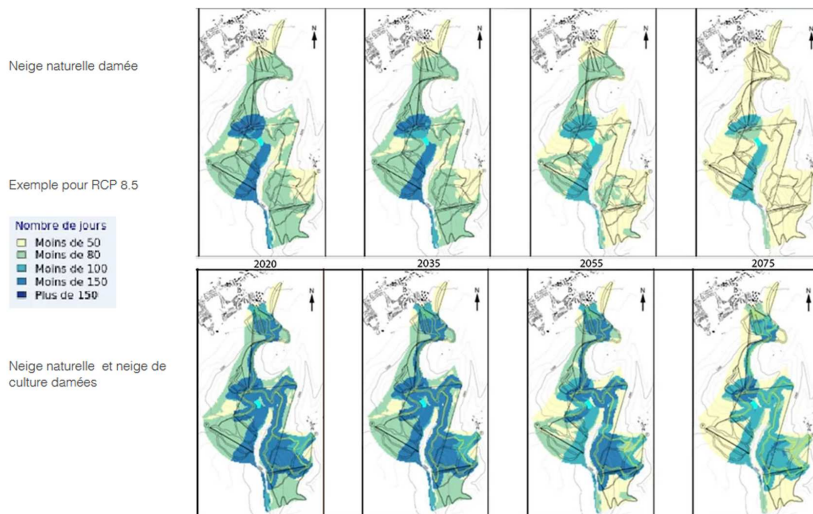 Neige naturelle damée
N
N
N
N
Exemple pour RCP 8.5
Nombre de jours
Moins de 50
Moins de 80
Moins de 100
Moins de 150
Plus de 150
2020
2035
2055
2075
N
N
N
N
Neige naturelle et neige de
culture damées